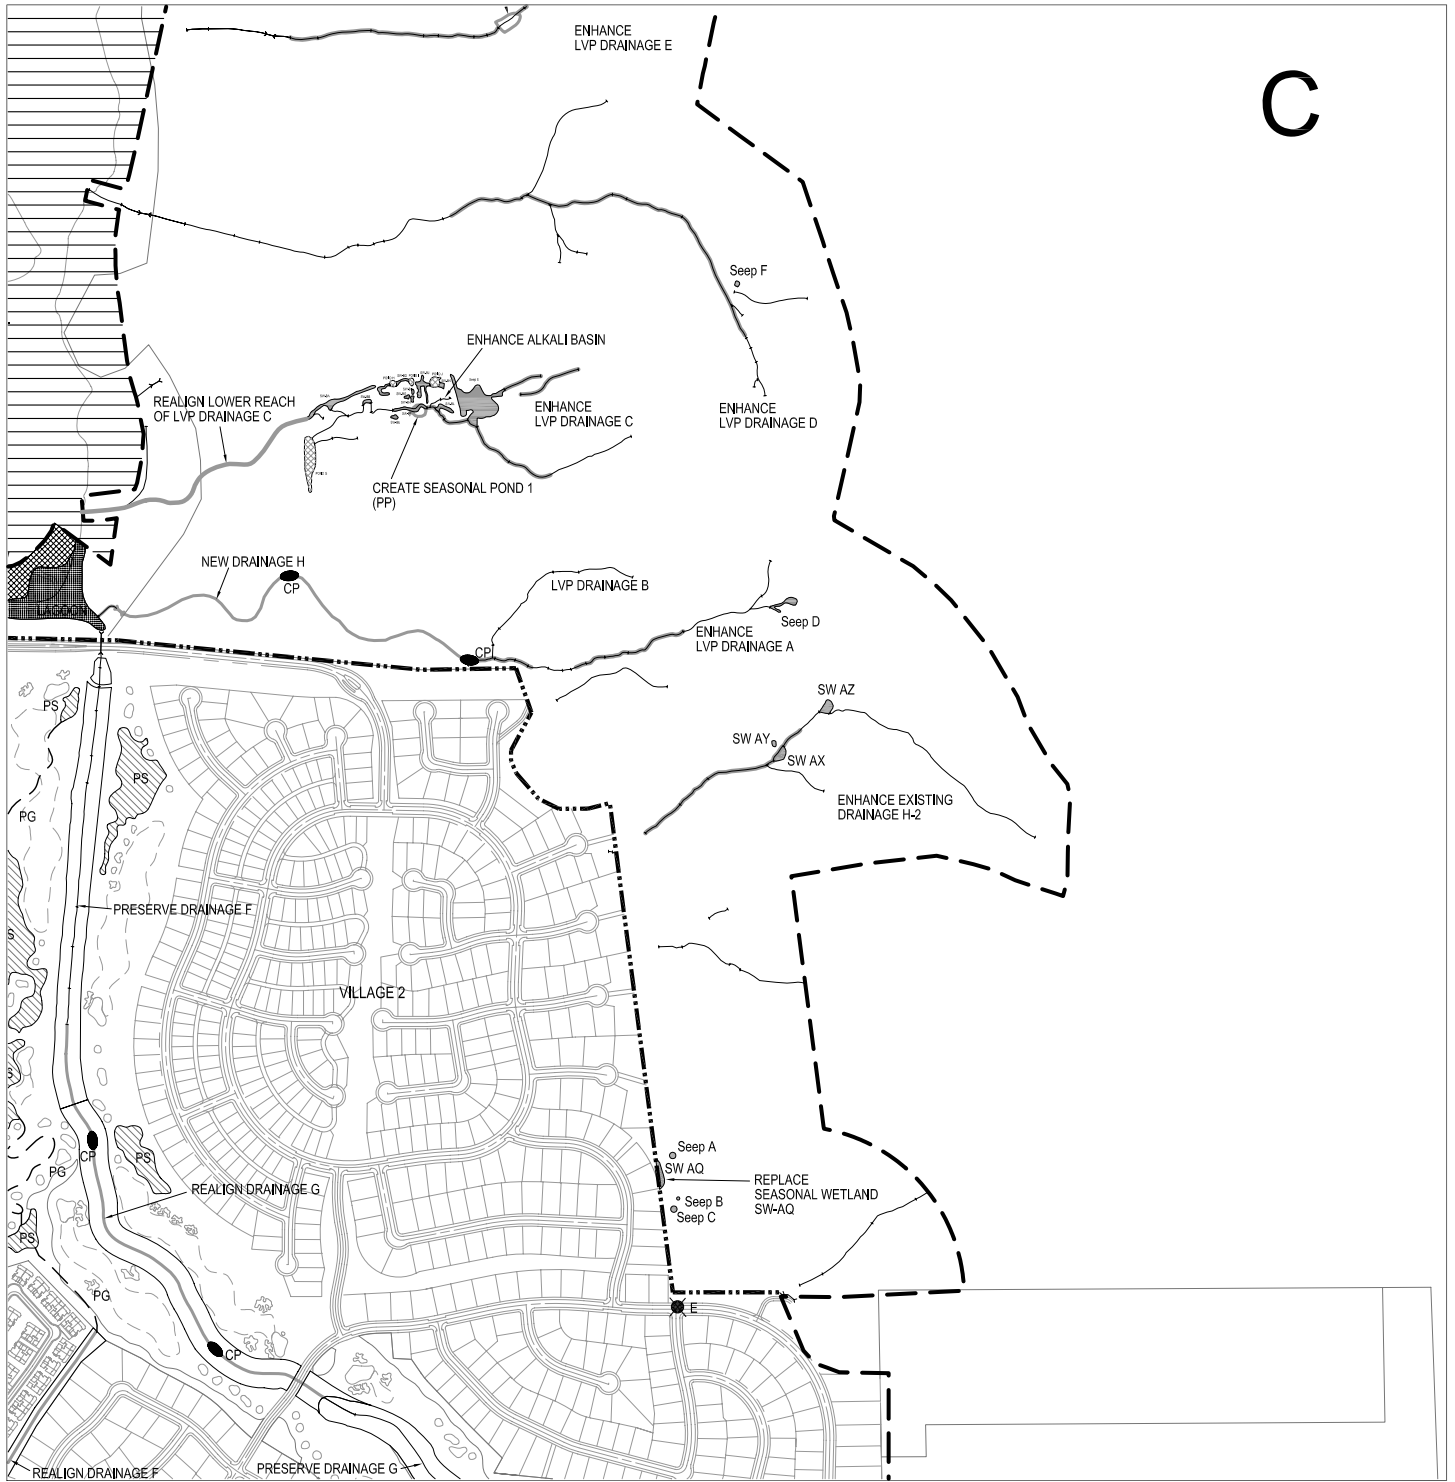 ENHANCE
LVP DRAINAGE E
C
Seep F
ENHANCE ALKALI BASIN
REALIGN LOWER REACH
OF LVP DRAINAGE C
ENHANCE
LVP DRAINAGE C
ENHANCE
LVP DRAINAGE D
CREATE SEASONAL POND 1
(PP)
NEW DRAINAGE H
CP
LVP DRAINAGE B
LAGOON
Seep D
ENHANCE
LVP DRAINAGE A
CP
SW AZ
PS
SW AY
SW AX
PS
ENHANCE EXISTING
DRAINAGE H-2
PG
PRESERVE DRAINAGE F
S
VILLAGE 2
S
Seep A
CP
PS
SW AQ
PG
REPLACE
SEASONAL WETLAND
SW-AQ
REALIGN DRAINAGE G
Seep B
Seep C
PS
PG
E
CP
REALIGN DRAINAGE F
PRESERVE DRAINAGE G